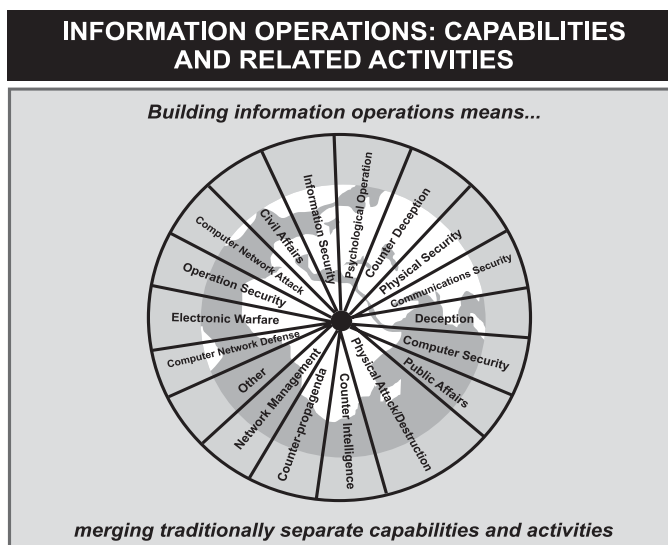 INFORMATION OPERATIONS: CAPABILITIES
AND RELATED ACTIVITIES
Building information operations means...
Psychological Operation
Counter Deception
Physical Security
Communications Security
Deception
Computer Security
Public Affairs
Physical Attack/Destruction
Counter Intelligence
Counter-propagenda
Network Management
Other
Computer Network Defense
Electronic Warfare
Operation Security
Computer Network Attack
Civil Affairs
Information Security
merging traditionally separate capabilities and activities